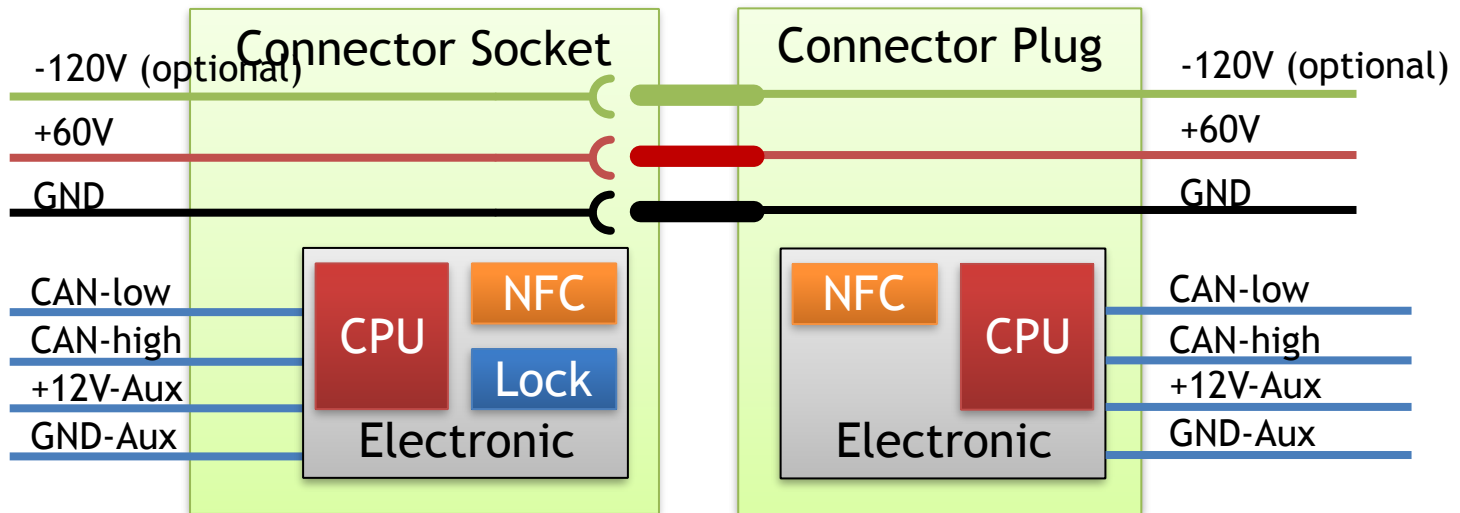 Connector Socket
-120V (optional)
+60V
GND
CAN-low
CAN-high
+12V-Aux
GND-Aux
CPU
NFC
Lock
Electronic
Connector Plug
-120V (optional)
+60V
GND
NFC
CPU
Electronic
CAN-low
CAN-high
+12V-Aux
GND-Aux